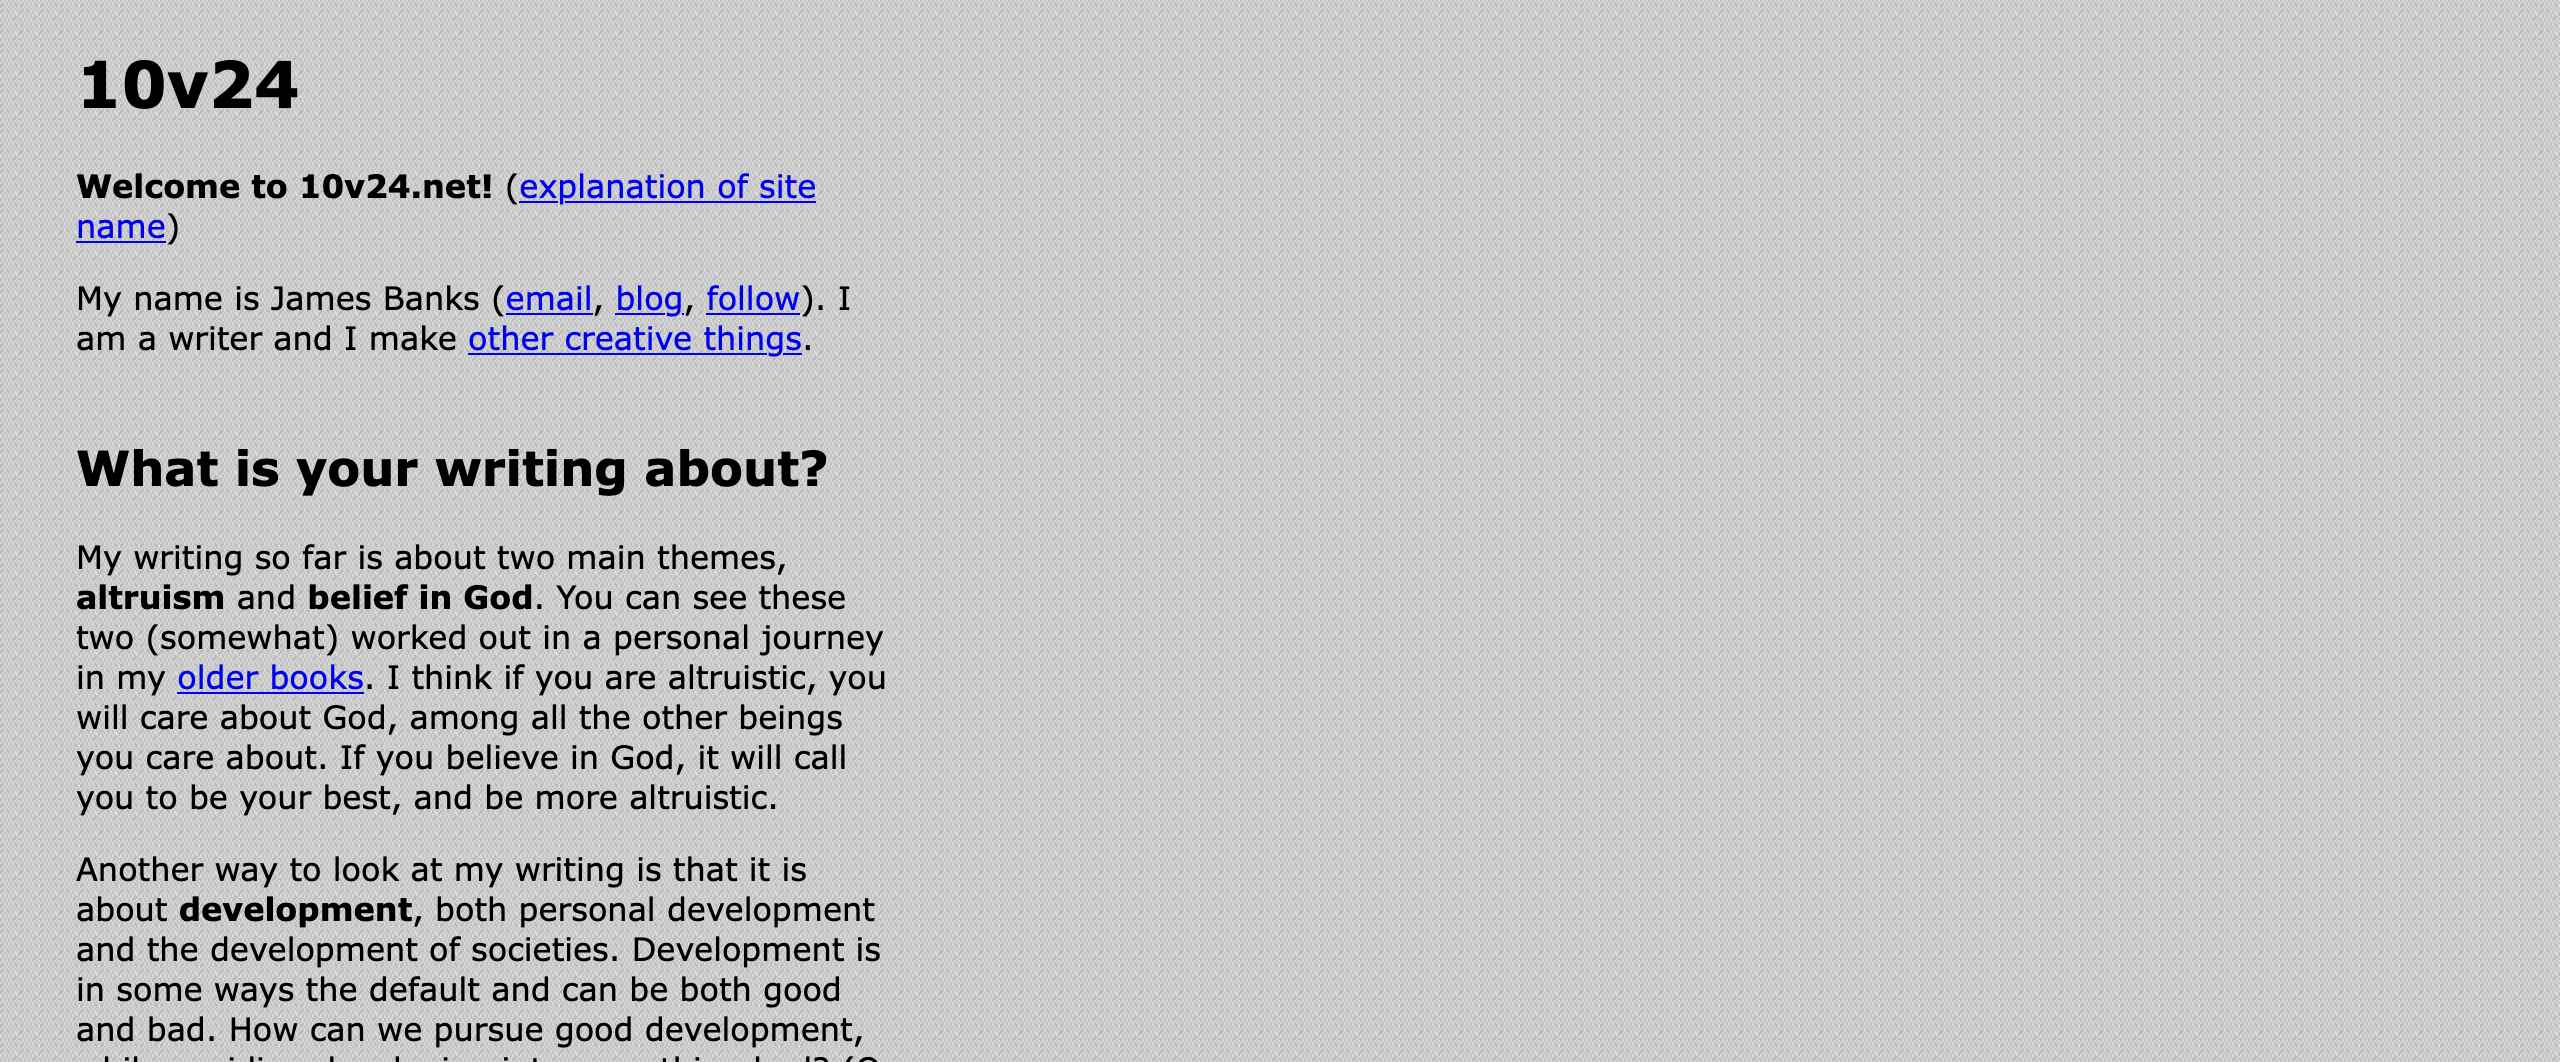 10v24
Welcome to 10v24.net! (explanation of site
name)
My name is James Banks (email, blog, follow). I
am a writer and I make other creative things.
What is your writing about?
My writing so far is about two main themes,
altruism and belief in God. You can see these
two (somewhat) worked out in a personal journey
in my older books. I think if you are altruistic, you
will care about God, among all the other beings
you care about. If you believe in God, it will call
you to be your best, and be more altruistic.
Another way to look at my writing is that it is
about development, both personal development
and the development of societies. Development is
in some ways the default and can be both good
and bad. How can we pursue good development,